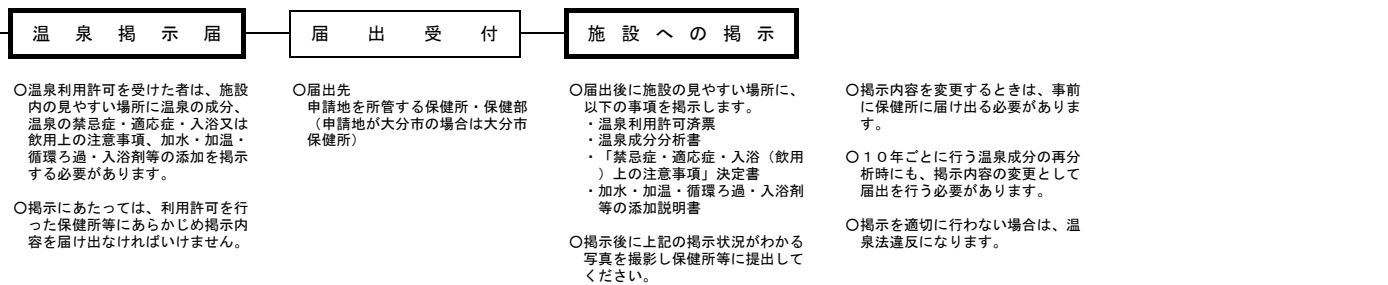 温泉掲示届
届出受付
施設への掲示
○温泉利用許可を受けた者は、施設
内の見やすい場所に温泉の成分、
温泉の禁忌症・適応症・入浴又は
飲用上の注意事項、加水・加温・
循環ろ過・入浴剤等の添加を掲示
する必要があります。
○掲示にあたっては、利用許可を行
った保健所等にあらかじめ掲示内
容を届け出なければいけません。
○届出先
申請地を所管する保健所・保健部
（申請地が大分市の場合は大分市
保健所）
○届出後に施設の見やすい場所に、
以下の事項を掲示します。
・温泉利用許可済票
・温泉成分分析書
・「禁忌症・適応症・入浴（飲用
）上の注意事項」決定書
・加水・加温・循環ろ過・入浴剤
等の添加説明書
○掲示後に上記の掲示状況がわかる
写真を撮影し保健所等に提出して
ください。
○掲示内容を変更するときは、事前
に保健所に届け出る必要がありま
す。
○１０年ごとに行う温泉成分の再分
析時にも、掲示内容の変更として
届出を行う必要があります。
○掲示を適切に行わない場合は、温
泉法違反になります。